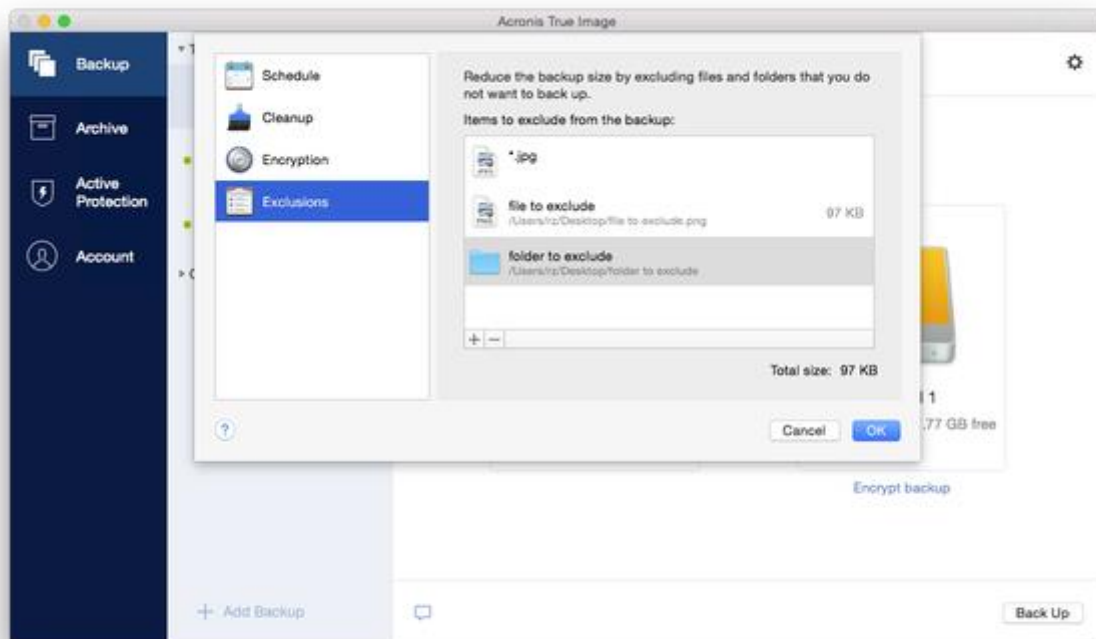 Acronis True Image
Backup
Archive
Active
Protection
Account
Schedule
Cleanup
Encryption
Exclusions
Reduce the backup size by excluding files and folders that you do
not want to back up.
Items to exclude from the backup:
*.jpg
file to exclude
/Users/rz/Desktop/file to exclude.png
97 KB
folder to exclude
/Users/rz/Desktop/folder to exclude
+ −
Total size: 97 KB
?
Cancel
OK
1
,77 GB free
Encrypt backup
+ Add Backup
Back Up